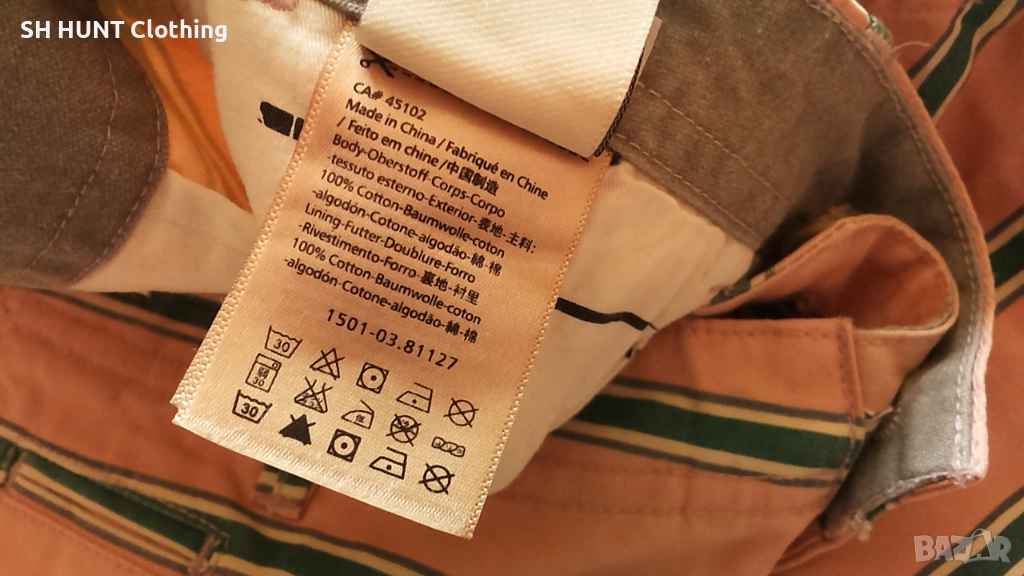 SH HUNT Clothing
CA# 45102
Made in China / Fabriqué en Chine
/ Feito em chine /中国制造
Body-Oberstoff-Corps-Corpo
-tessuto esterno-Exterior-表地-主料:
100% Cotton-Baumwolle-coton
-algodón-Cotone-algodão-綿-棉
Lining-Futter-Doublure-Forro
-Rivestimento-Forro-裏地-衬里
100% Cotton-Baumwolle-coton
-algodón-Cotone-algodão-綿-棉
1501-03.81127
30
30
30
BAZAR